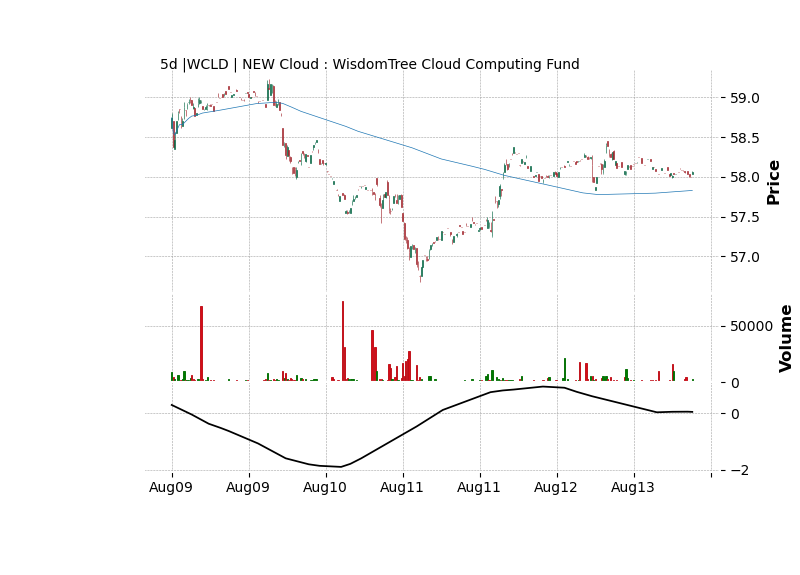 5d |WCLD | NEW Cloud : WisdomTree Cloud Computing Fund
59.0
58.5
58.0
57.5
57.0
Price
50000
0
Volume
0
−2
Aug09 Aug09 Aug10 Aug11 Aug11 Aug12 Aug13